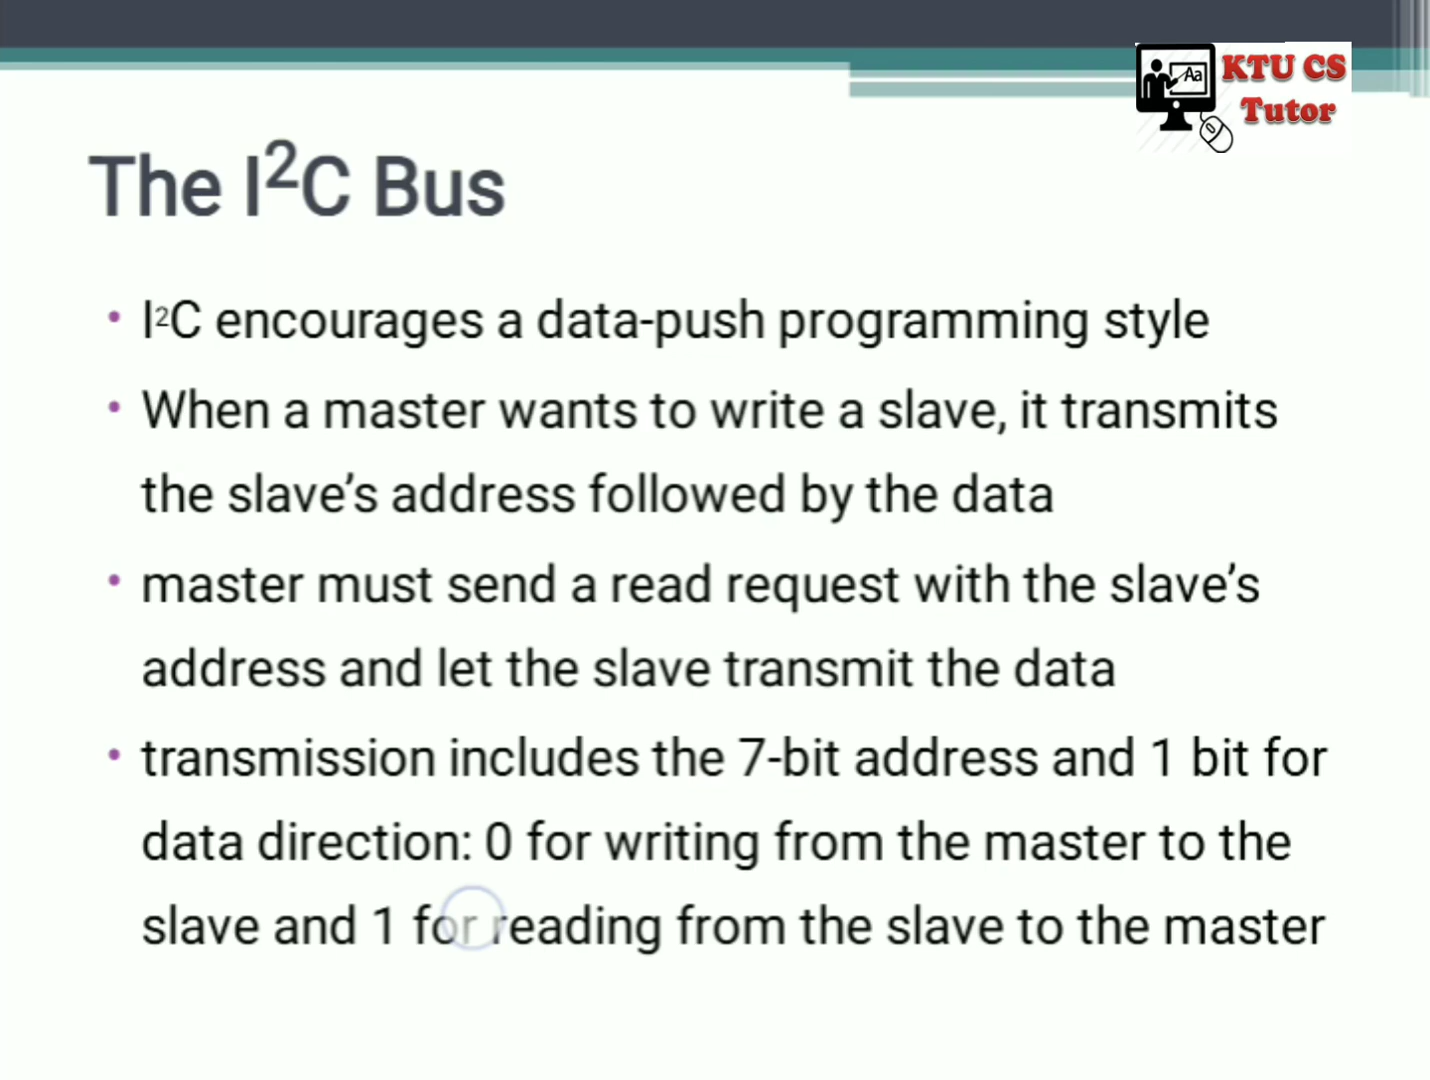 Aa
KTU CS
Tutor
The I²C Bus
• I²C encourages a data-push programming style
• When a master wants to write a slave, it transmits
the slave’s address followed by the data
• master must send a read request with the slave’s
address and let the slave transmit the data
• transmission includes the 7-bit address and 1 bit for
data direction: 0 for writing from the master to the
slave and 1 for reading from the slave to the master